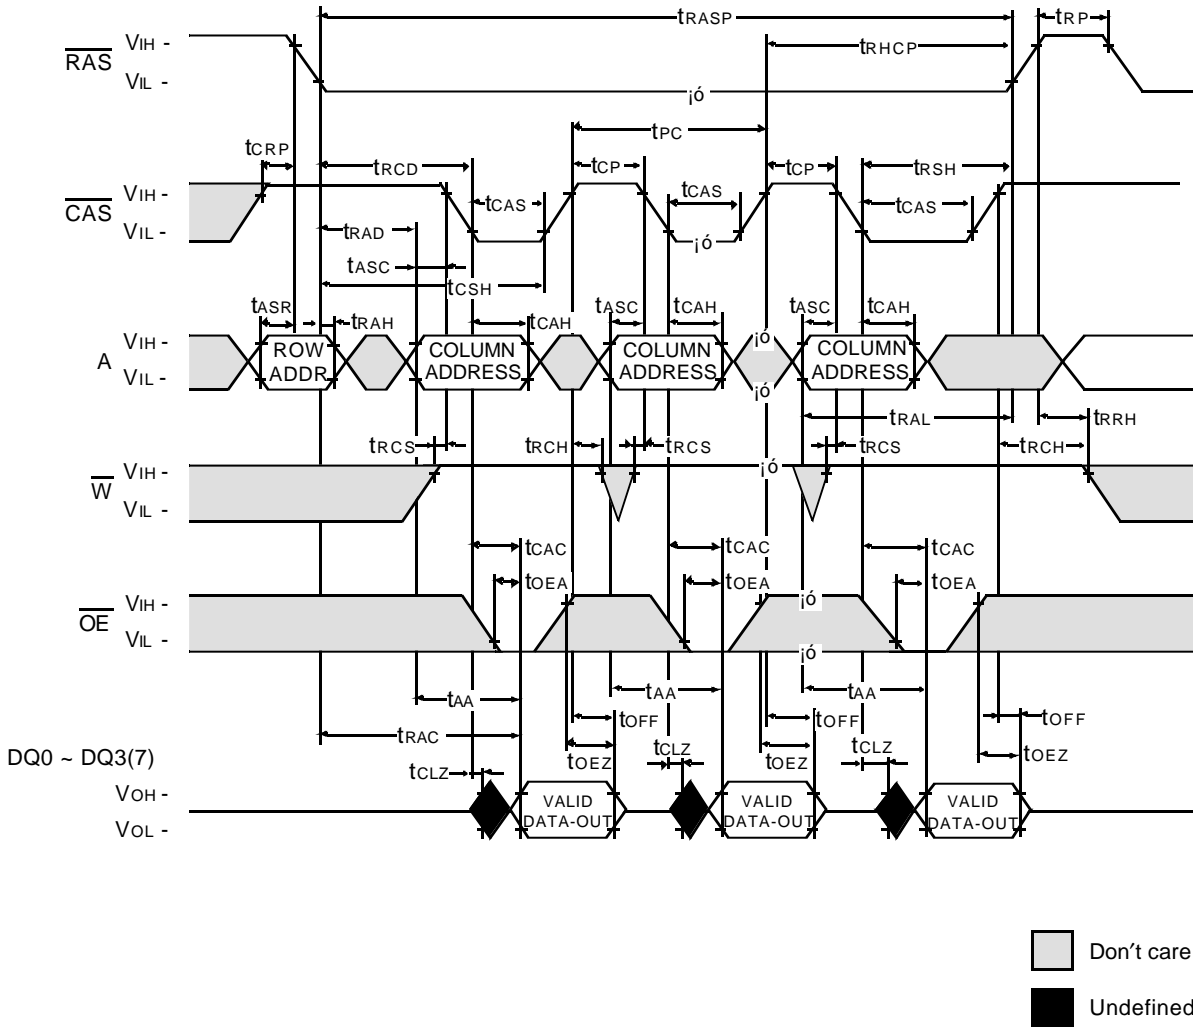 tRASP
tRP
tRHCP
RAS
VIH -
VIL -
¡ó
tPC
tCRP
tRCD
tCP
tCP
tRSH
CAS
VIH -
VIL -
tCAS
tCAS
tCAS
¡ó
tRAD
tASC
tCSH
tASR
tRAH
tCAH
tASC
tCAH
tASC
tCAH
A
VIH -
VIL -
ROW
ADDR
COLUMN
ADDRESS
COLUMN
ADDRESS
¡ó
¡ó
COLUMN
ADDRESS
tRAL
tRRH
tRCS
tRCH
tRCS
tRCS
tRCH
W
VIH -
VIL -
¡ó
tCAC
tCAC
tCAC
tOEA
tOEA
tOEA
OE
VIH -
VIL -
¡ó
¡ó
tAA
tAA
tAA
tOFF
tOFF
tOFF
tRAC
tOEZ
tOEZ
tOEZ
DQ0 ~ DQ3(7)
tCLZ
tCLZ
tCLZ
VOH -
VOL -
VALID
DATA-OUT
VALID
DATA-OUT
VALID
DATA-OUT
Don't care
Undefined